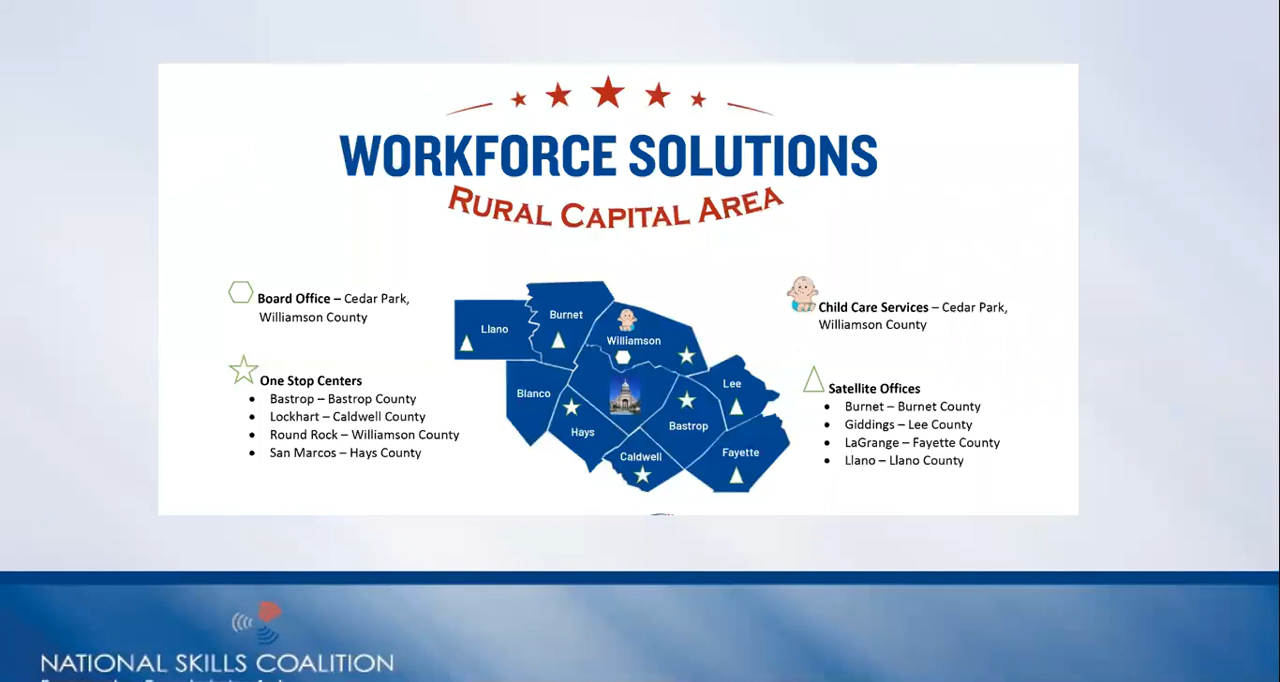 WORKFORCE SOLUTIONS
RURAL CAPITAL AREA
Board Office – Cedar Park,
Williamson County
One Stop Centers
• Bastrop – Bastrop County
• Lockhart – Caldwell County
• Round Rock – Williamson County
• San Marcos – Hays County
Llano
Burnet
Williamson
Blanco
Lee
Hays
Bastrop
Caldwell
Fayette
Child Care Services – Cedar Park,
Williamson County
Satellite Offices
• Burnet – Burnet County
• Giddings – Lee County
• LaGrange – Fayette County
• Llano – Llano County
NATIONAL SKILLS COALITION